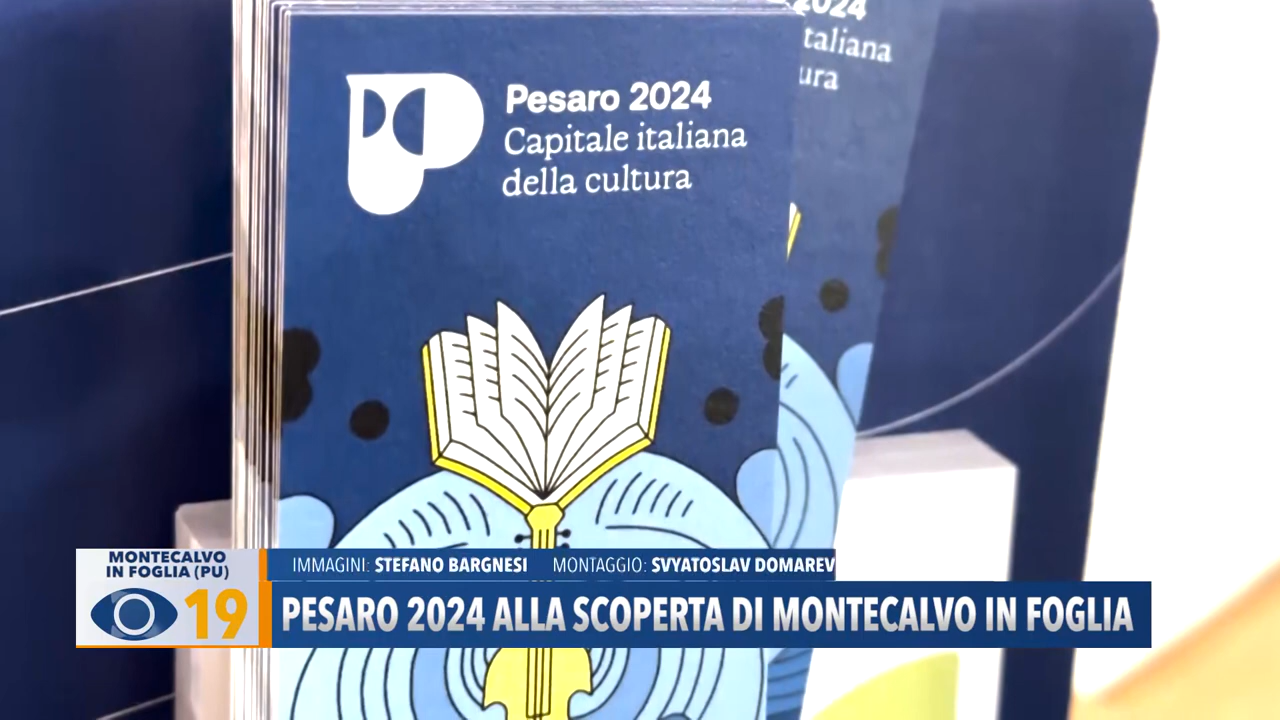 Pesaro 2024
Capitale italiana
della cultura
2024
taliana
ura
MONTECALVO
IN FOGLIA (PU)
19
IMMAGINI: STEFANO BARGNESI MONTAGGIO: SVYATOSLAV DOMAREV
PESARO 2024 ALLA SCOPERTA DI MONTECALVO IN FOGLIA